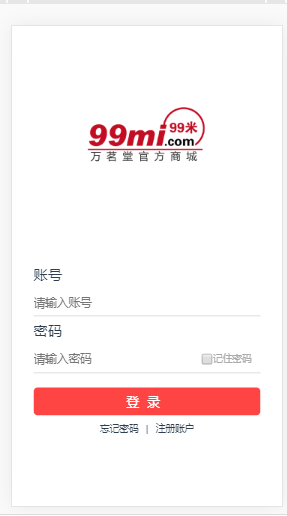 99mi.com 99米
万茗堂官方商城
账号
请输入账号
密码
请输入密码 记住密码
登 录
忘记密码 | 注册账户